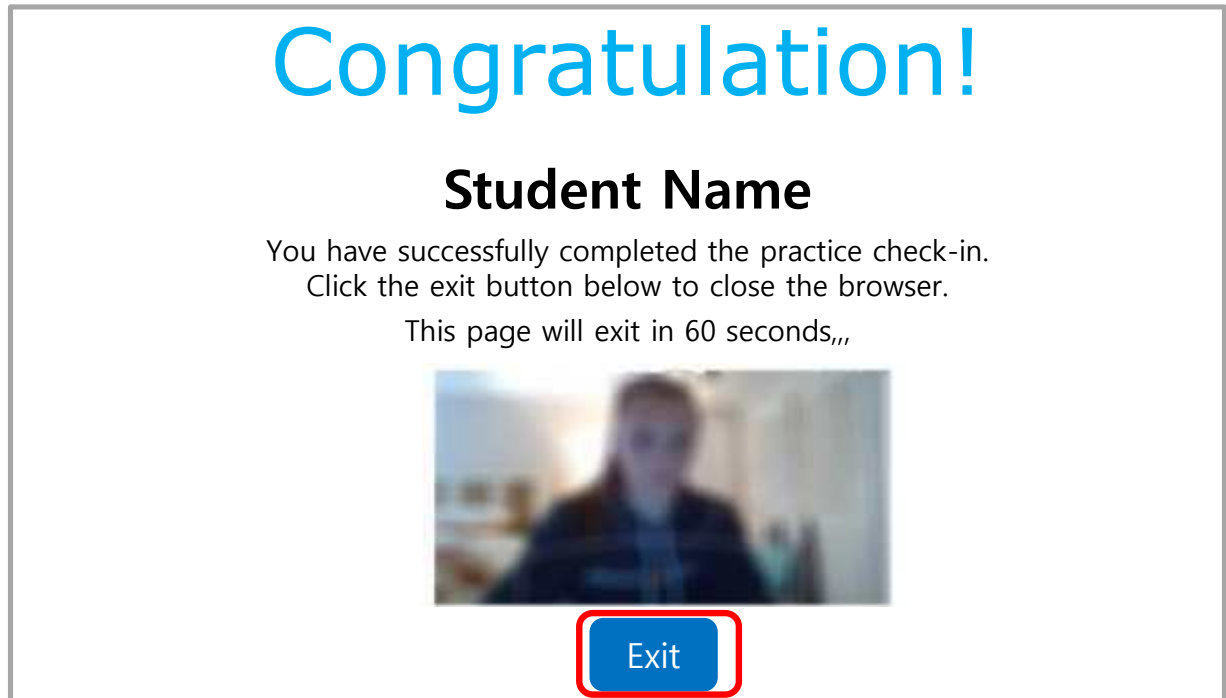 Congratulation!
Student Name
You have successfully completed the practice check-in.
Click the exit button below to close the browser.
This page will exit in 60 seconds,,,
Exit